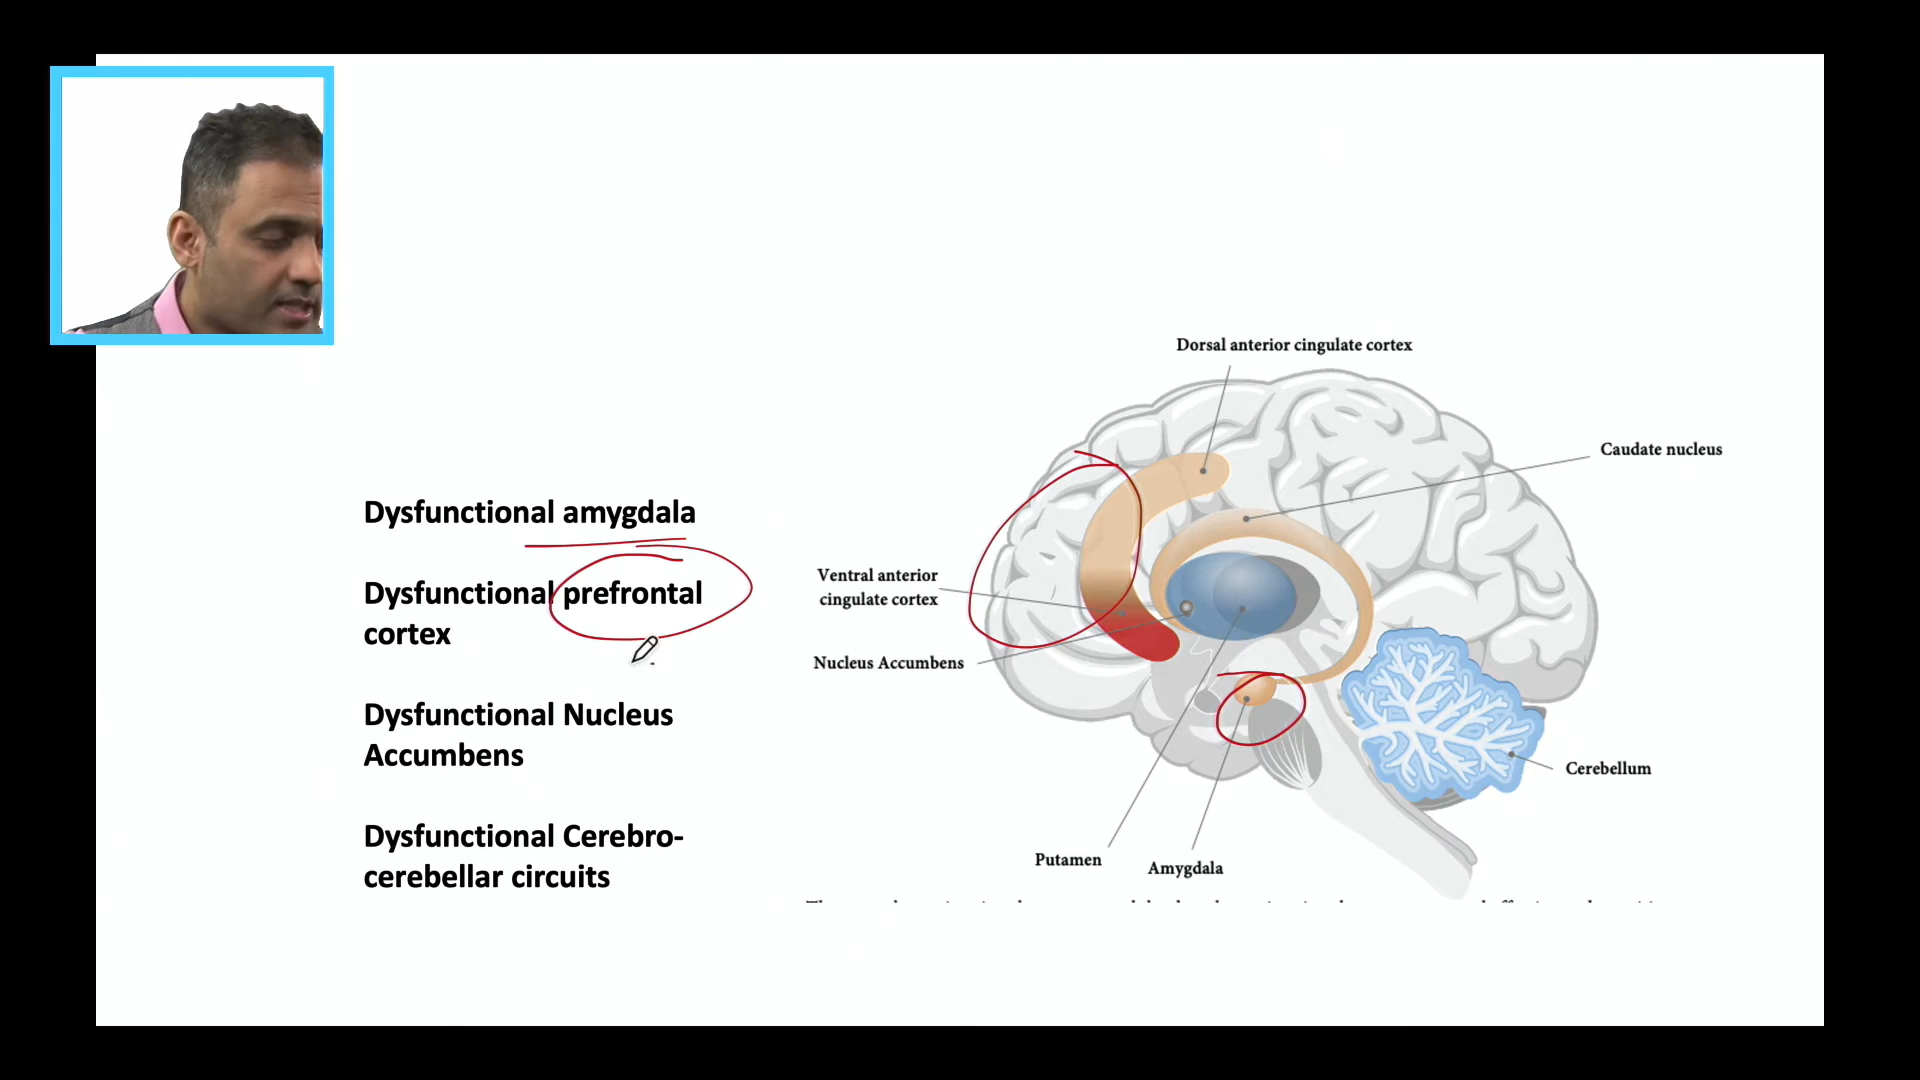 Dysfunctional amygdala
Dysfunctional prefrontal
cortex
Dysfunctional Nucleus
Accumbens
Dysfunctional Cerebro-
cerebellar circuits
Dorsal anterior cingulate cortex
Caudate nucleus
Ventral anterior
cingulate cortex
Nucleus Accumbens
Cerebellum
Putamen
Amygdala